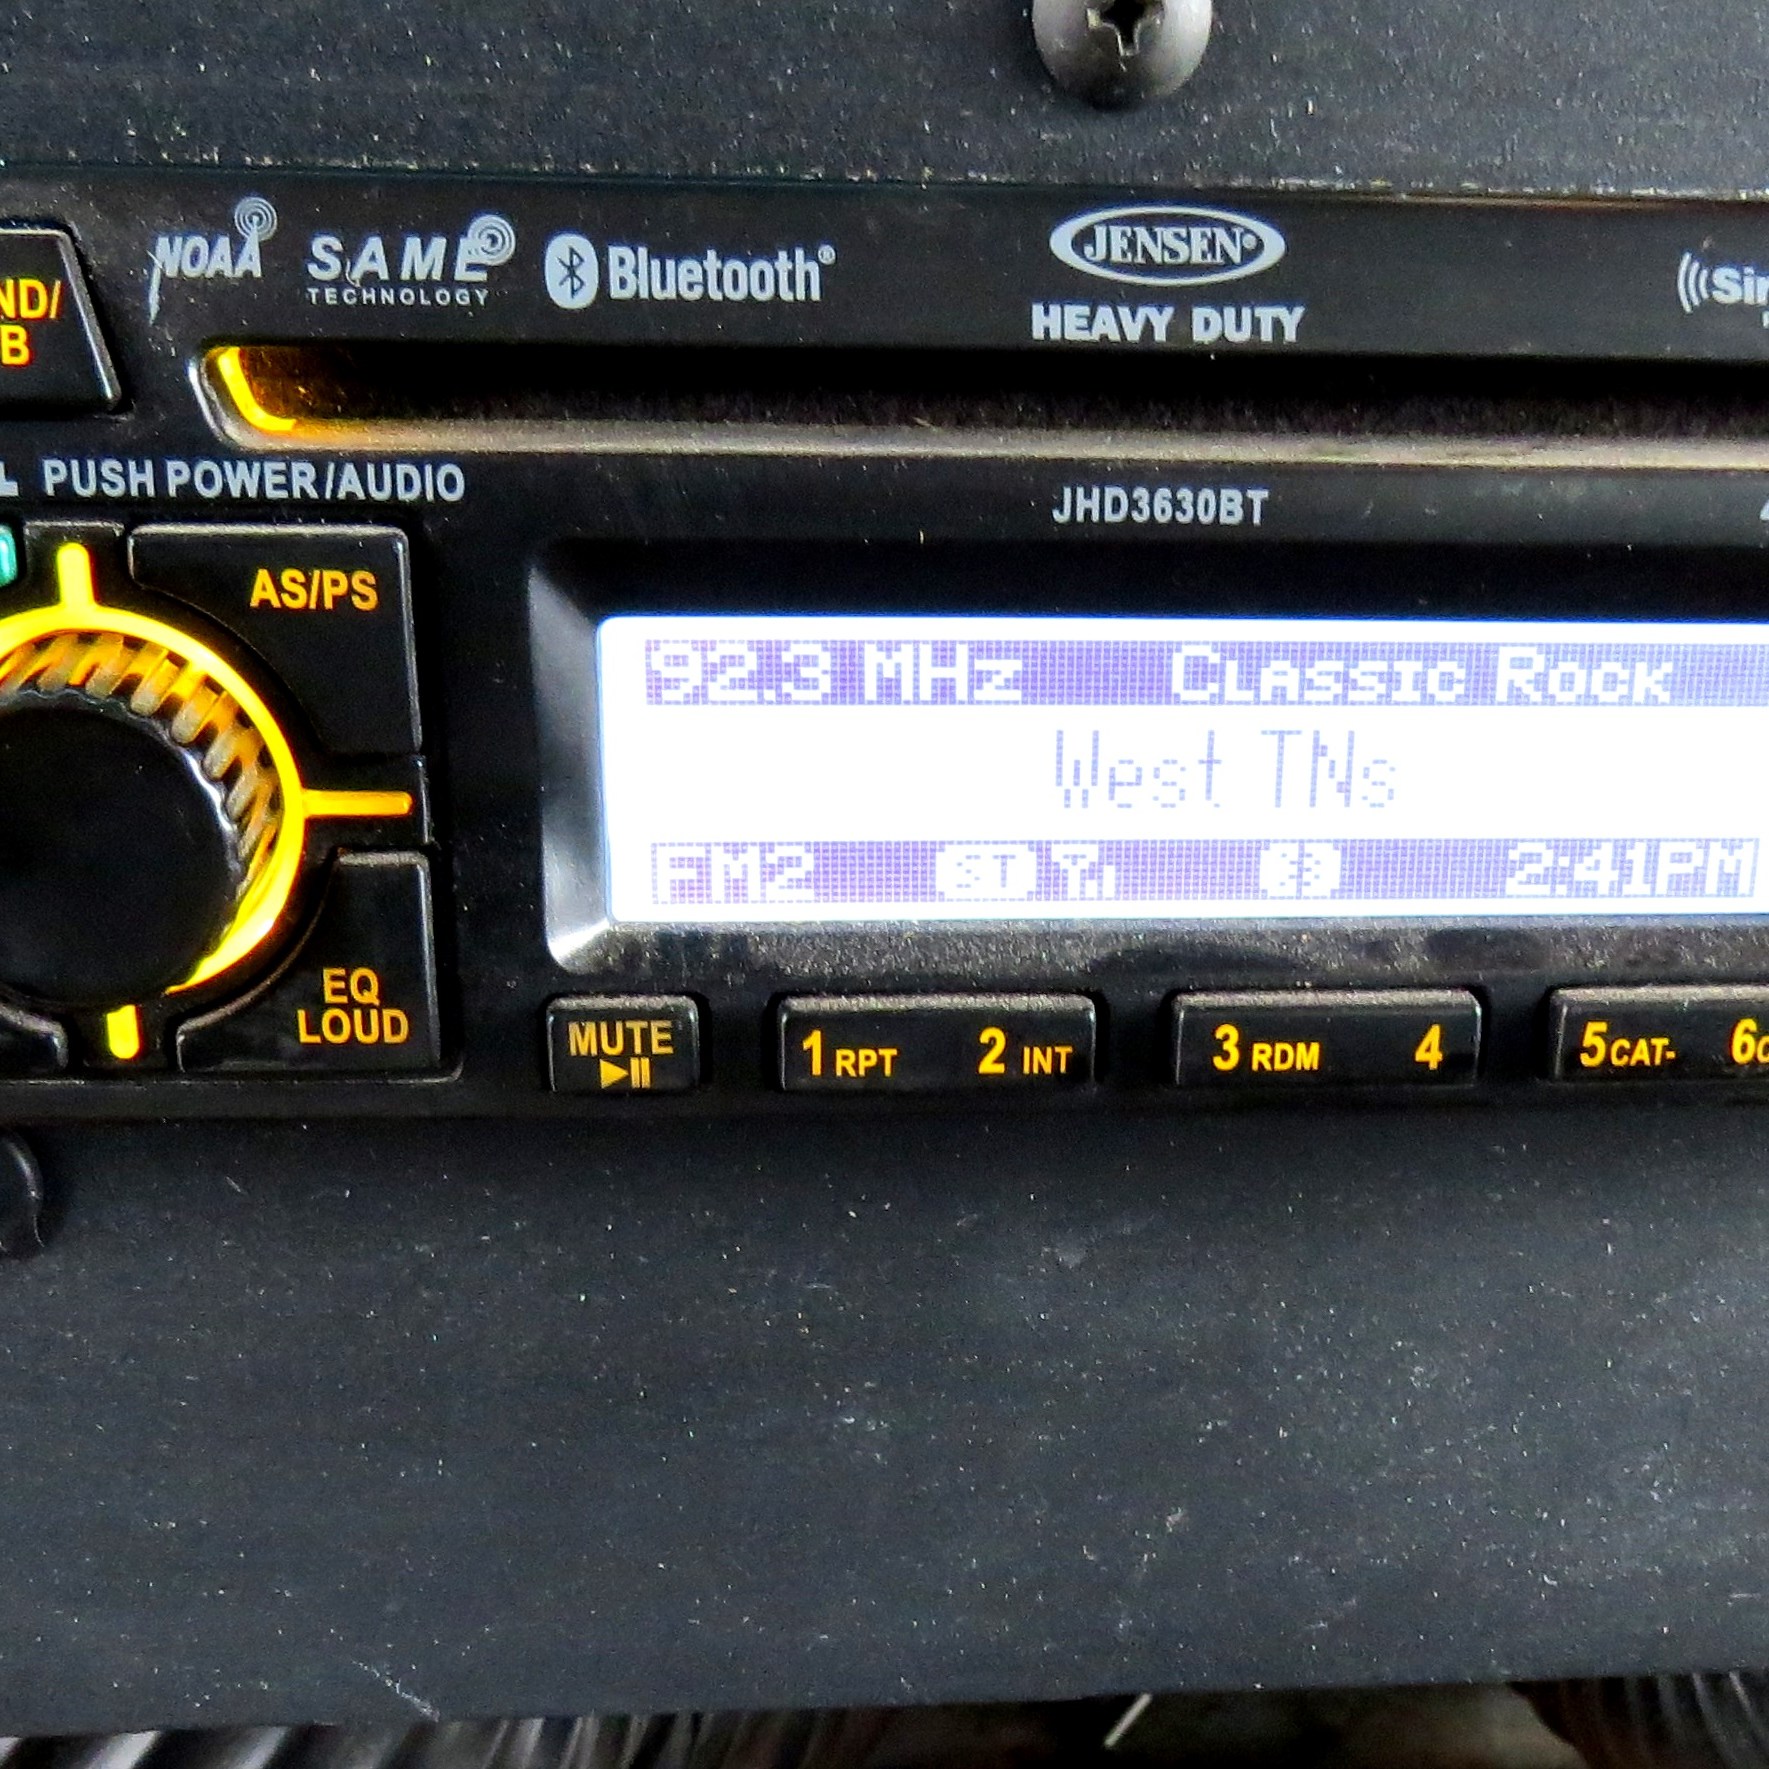 NOAA SAME Bluetooth® JENSEN®
TECHNOLOGY
HEAVY DUTY
PUSH POWER/AUDIO
JHD3630BT
AS/PS
92.3 MHz Classic Rock
West TNs
FM2 ST 2:41PM
EQ
LOUD
MUTE
1 RPT 2 INT 3 RDM 4 5 CAT-